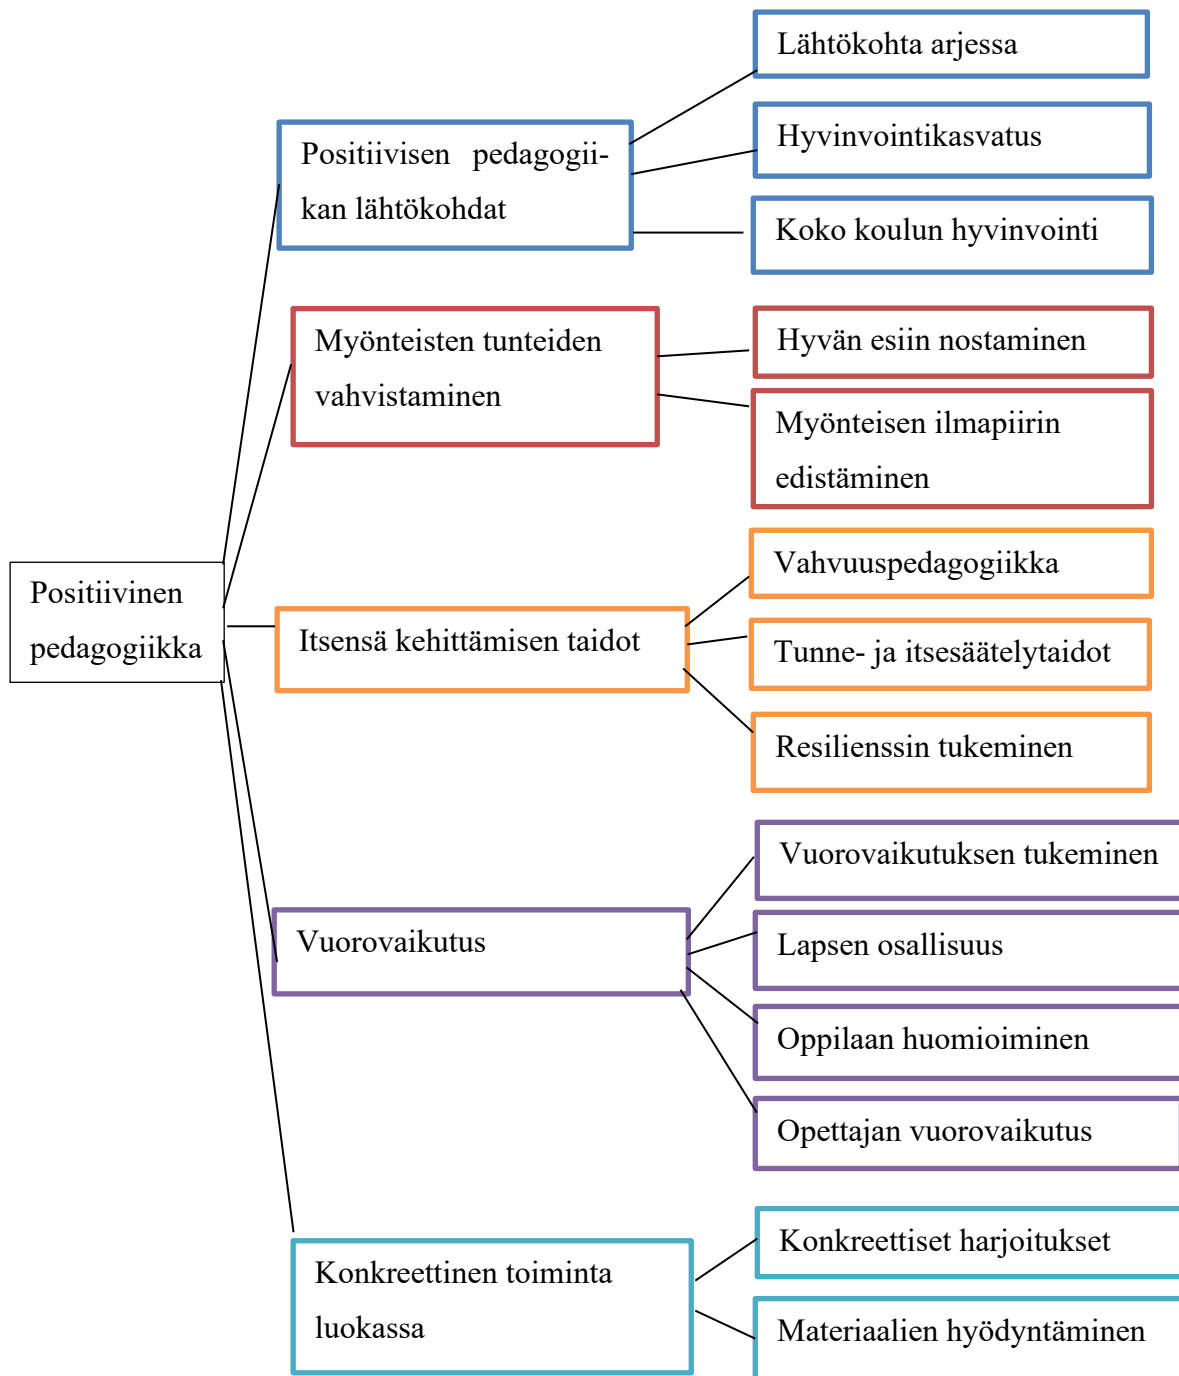 Positiivinen
pedagogiikka
Positiivisen pedagogii-
kan lähtökohdat
Lähtökohta arjessa
Hyvinvointikasvatus
Koko koulun hyvinvointi
Myönteisten tunteiden
vahvistaminen
Hyvän esiin nostaminen
Myönteisen ilmapiirin
edistäminen
Itsensä kehittämisen taidot
Vahvuuspedagogiikka
Tunne- ja itsesäätelytaidot
Resilienssin tukeminen
Vuorovaikutus
Vuorovaikutuksen tukeminen
Lapsen osallisuus
Oppilaan huomioiminen
Opettajan vuorovaikutus
Konkreettinen toiminta
luokassa
Konkreettiset harjoitukset
Materiaalien hyödyntäminen